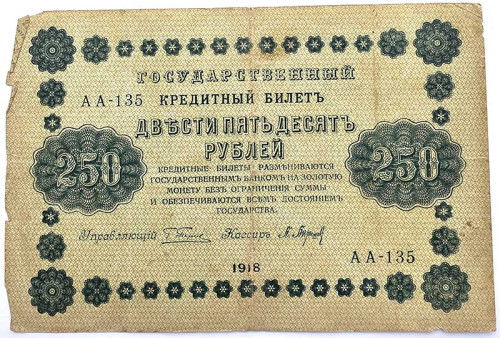 ГОСУДАРСТВЕННЫЙ
АА-135 КРЕДИТНЫЙ БИЛЕТЪ
ДВѢСТИ ПЯТЬДЕСЯТЪ
РУБЛЕЙ
250 250
КРЕДИТНЫЕ БИЛЕТЫ РАЗМѢНИВАЮТСЯ
ГОСУДАРСТВЕННЫМЪ БАНКОМЪ НА ЗОЛОТУЮ
МОНЕТУ БЕЗЪ ОГРАНИЧЕНІЯ СУММЫ
И ОБЕЗПЕЧИВАЮТСЯ ВСѢМЪ ДОСТОЯНІЕМЪ
ГОСУДАРСТВА.
Управляющій Кассиръ
АА-135
1918